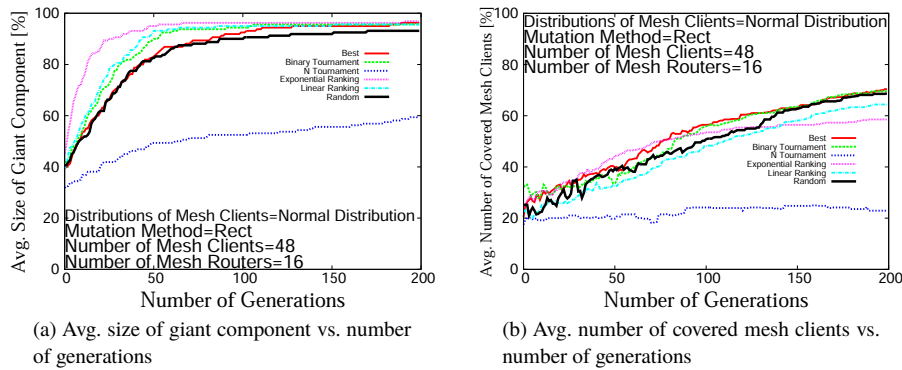 Avg. Size of Giant Component [%]
100
80
60
40
20
0
Best
Binary Tournament
N Tournament
Exponential Ranking
Linear Ranking
Random
Distributions of Mesh Clients=Normal Distribution
Mutation Method=Rect
Number of Mesh Clients=48
Number of Mesh Routers=16
0 50 100 150 200
Number of Generations
(a) Avg. size of giant component vs. number
of generations
Avg. Number of Covered Mesh Clients [%]
100
80
60
40
20
0
Distributions of Mesh Clients=Normal Distribution
Mutation Method=Rect
Number of Mesh Clients=48
Number of Mesh Routers=16
Best
Binary Tournament
N Tournament
Exponential Ranking
Linear Ranking
Random
0 50 100 150 200
Number of Generations
(b) Avg. number of covered mesh clients vs.
number of generations